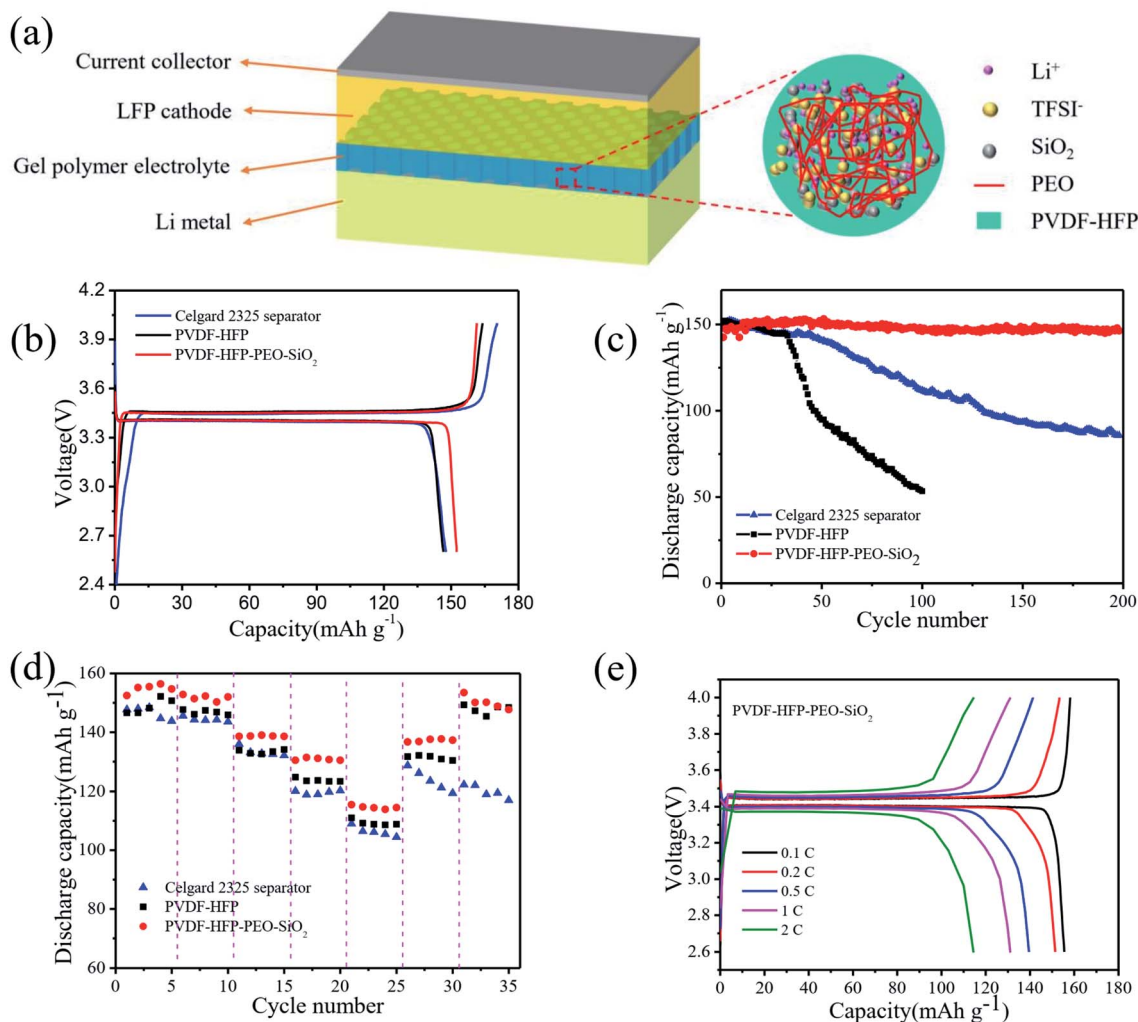 (a)
Current collector
LFP cathode
Gel polymer electrolyte
Li metal
Li⁺
TFSI⁻
SiO₂
PEO
PVDF-HFP
(b)
4.2
3.9
3.6
3.3
3.0
2.7
2.4
Voltage(V)
Celgard 2325 separator
PVDF-HFP
PVDF-HFP-PEO-SiO₂
0 30 60 90 120 150 180
Capacity(mAh g⁻¹)
(c)
150
100
50
0
Discharge capacity(mAh g⁻¹)
Celgard 2325 separator
PVDF-HFP
PVDF-HFP-PEO-SiO₂
0 50 100 150 200
Cycle number
(d)
160
140
120
100
80
60
Discharge capacity(mAh g⁻¹)
Celgard 2325 separator
PVDF-HFP
PVDF-HFP-PEO-SiO₂
0 5 10 15 20 25 30 35
Cycle number
(e)
4.0
3.8
3.6
3.4
3.2
3.0
2.8
2.6
Voltage(V)
PVDF-HFP-PEO-SiO₂
0.1 C
0.2 C
0.5 C
1 C
2 C
0 20 40 60 80 100 120 140 160 180
Capacity(mAh g⁻¹)